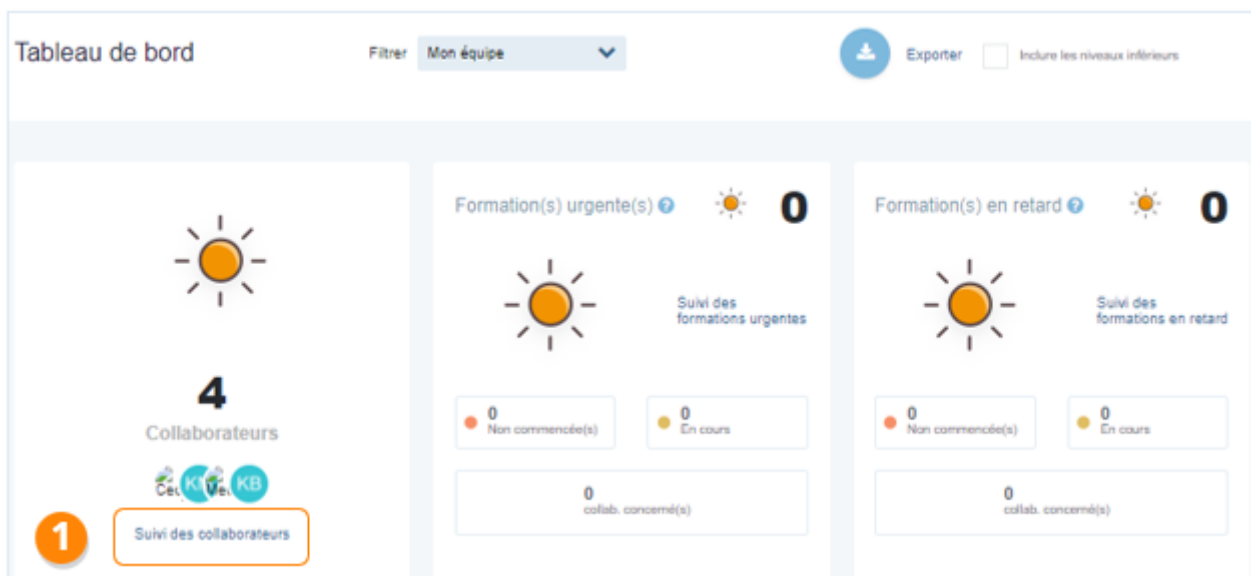 Tableau de bord
Filtrer
Mon équipe
Exporter
Inclure les niveaux inférieurs
4
Collaborateurs
KB
1
Suivi des collaborateurs
Formation(s) urgente(s) ?
0
Suivi des
formations urgentes
0
Non commencée(s)
0
En cours
0
collab. concerné(s)
Formation(s) en retard ?
0
Suivi des
formations en retard
0
Non commencée(s)
0
En cours
0
collab. concerné(s)